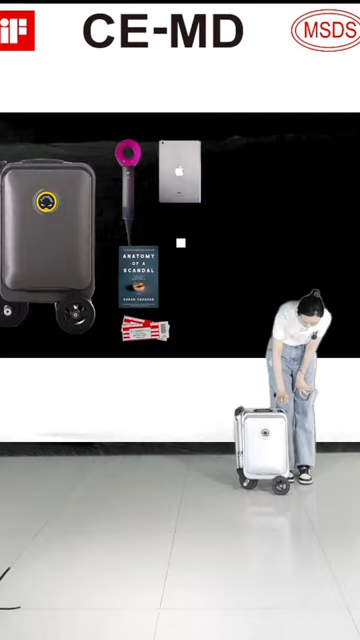 iF
CE-MD
MSDS
ANATOMY
OF A
SCANDAL
SARAH VAUGHAN